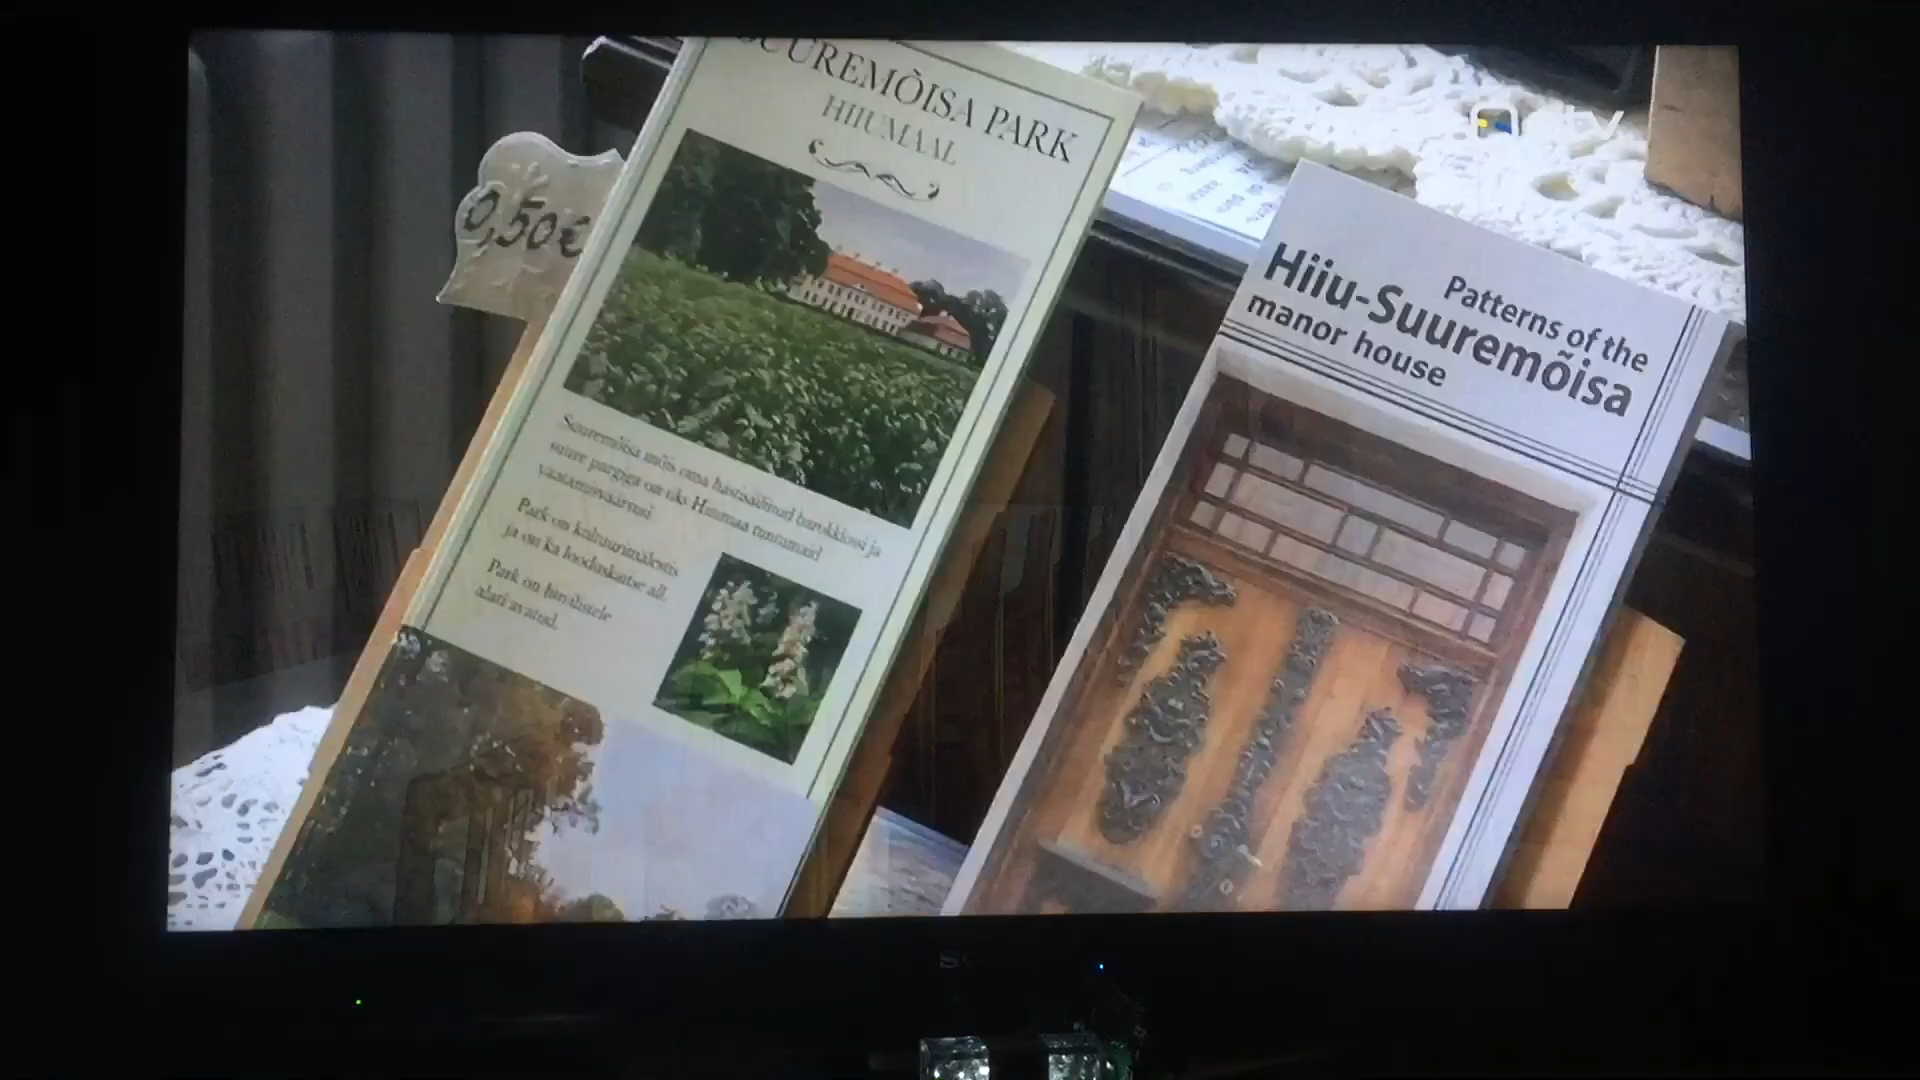 0,50€
SUUREMÕISA PARK
HIIUMAAL
Suuremõisa mõis oma hästisäilinud barokklossi ja
suure pargiga on üks Hiiumaa tuntumaid
vaatamisväärsusi
Park on kultuurimälestis
ja on ka looduskaitse all.
Park on huvilistele
alati avatud.
Patterns of the
Hiiu-Suuremõisa
manor house